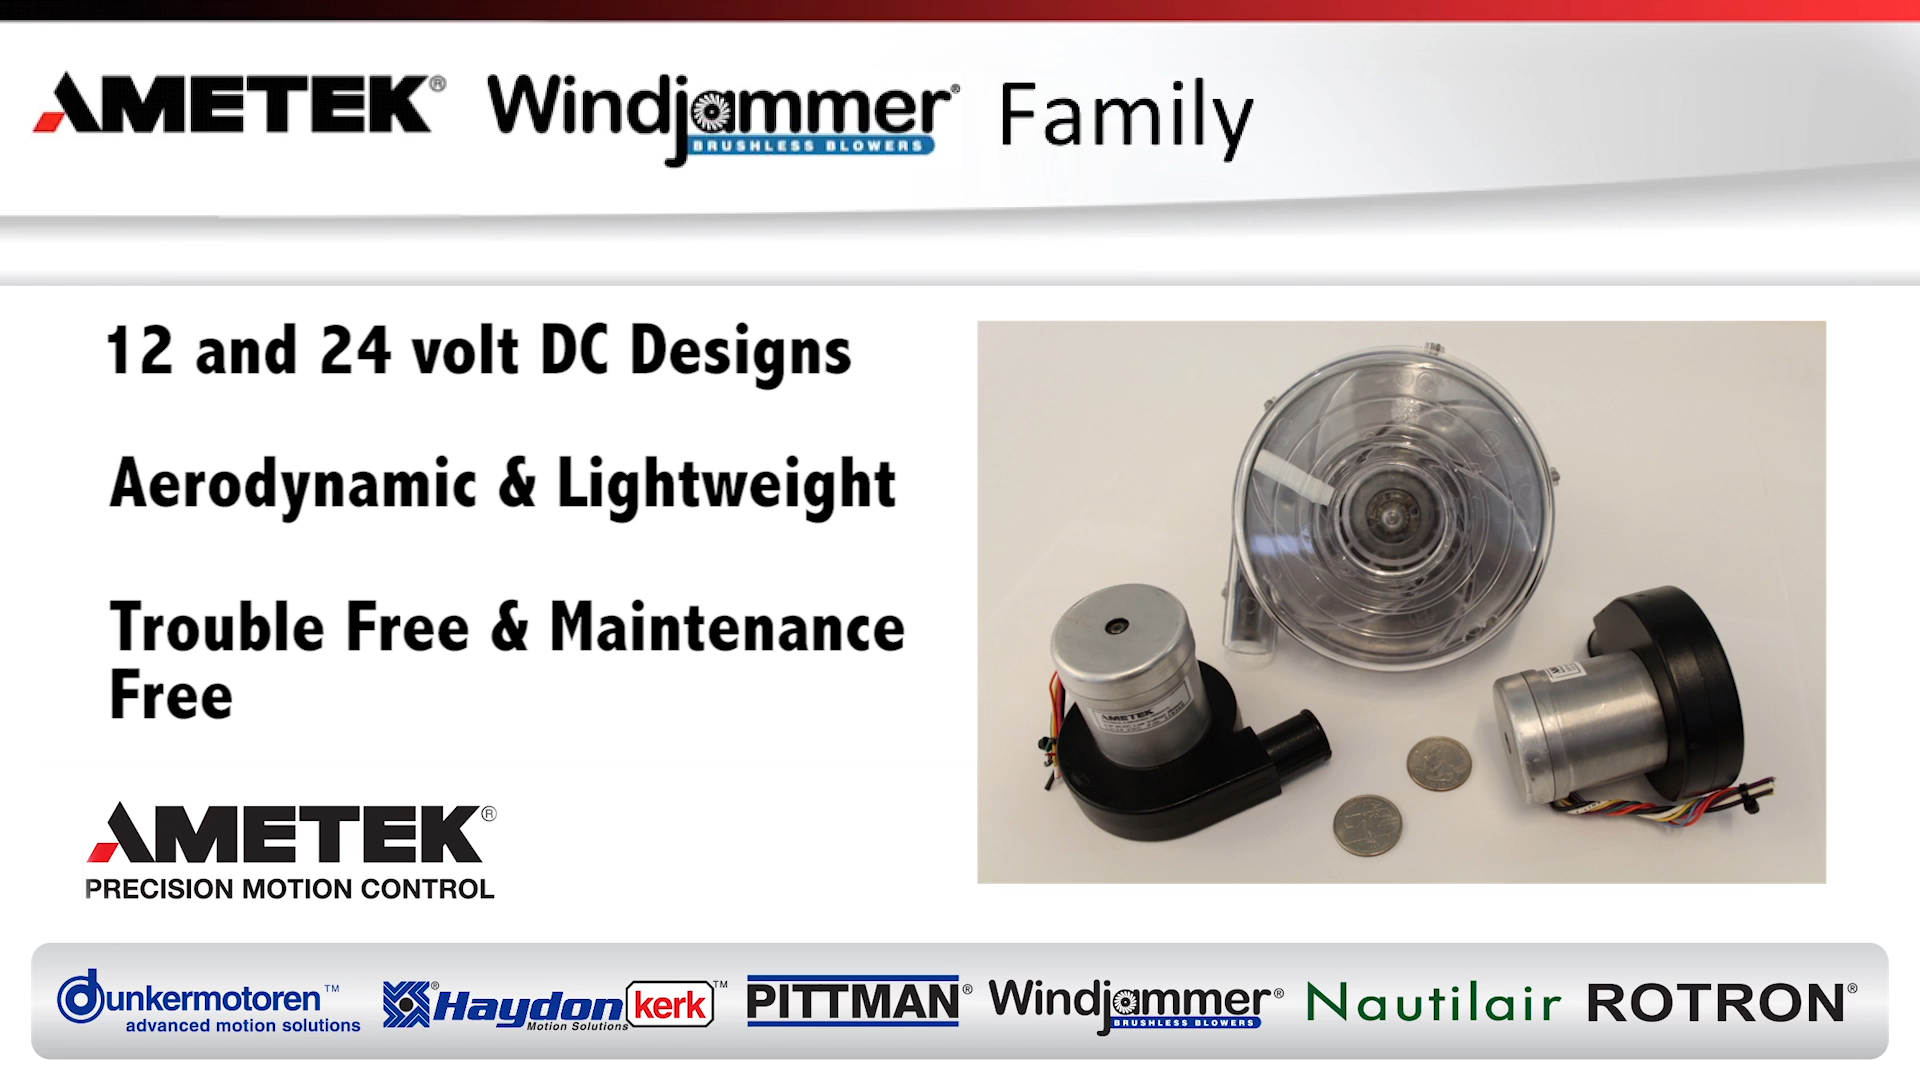 AMETEK® Windjammer® Family
BRUSHLESS BLOWERS
12 and 24 volt DC Designs
Aerodynamic & Lightweight
Trouble Free & Maintenance
Free
AMETEK
AMETEK®
PRECISION MOTION CONTROL
dunkermotoren™
advanced motion solutions
®Haydon kerk™
Motion Solutions
PITTMAN®
Windjammer®
BRUSHLESS BLOWERS
Nautilair
ROTRON®